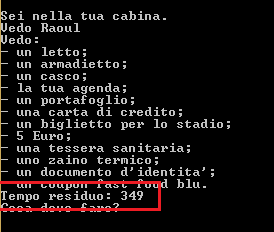 Sei nella tua cabina.
Vedo Raoul
Vedo:
- un letto;
- un armadietto;
- un casco;
- la tua agenda;
- un portafoglio;
- una carta di credito;
- un biglietto per lo stadio;
- 5 Euro;
- una tessera sanitaria;
- uno zaino termico;
- un documento d'identita';
- un coupon fast food blu.
Tempo residuo: 349
Cosa devo fare?